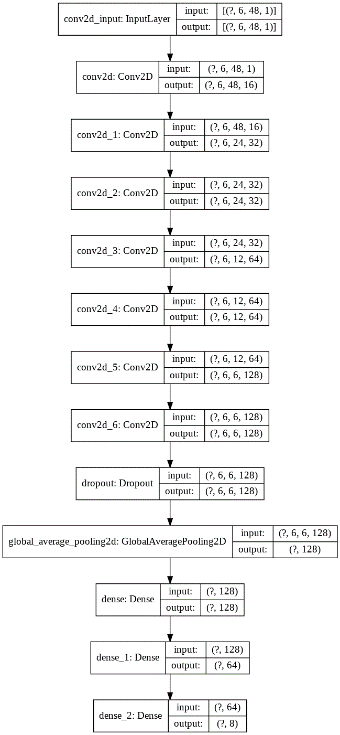 conv2d_input: InputLayer input: [(?, 6, 48, 1)]
output: [(?, 6, 48, 1)]
conv2d: Conv2D input: (?, 6, 48, 1)
output: (?, 6, 48, 16)
conv2d_1: Conv2D input: (?, 6, 48, 16)
output: (?, 6, 24, 32)
conv2d_2: Conv2D input: (?, 6, 24, 32)
output: (?, 6, 24, 32)
conv2d_3: Conv2D input: (?, 6, 24, 32)
output: (?, 6, 12, 64)
conv2d_4: Conv2D input: (?, 6, 12, 64)
output: (?, 6, 12, 64)
conv2d_5: Conv2D input: (?, 6, 12, 64)
output: (?, 6, 6, 128)
conv2d_6: Conv2D input: (?, 6, 6, 128)
output: (?, 6, 6, 128)
dropout: Dropout input: (?, 6, 6, 128)
output: (?, 6, 6, 128)
global_average_pooling2d: GlobalAveragePooling2D input: (?, 6, 6, 128)
output: (?, 128)
dense: Dense input: (?, 128)
output: (?, 128)
dense_1: Dense input: (?, 128)
output: (?, 64)
dense_2: Dense input: (?, 64)
output: (?, 8)